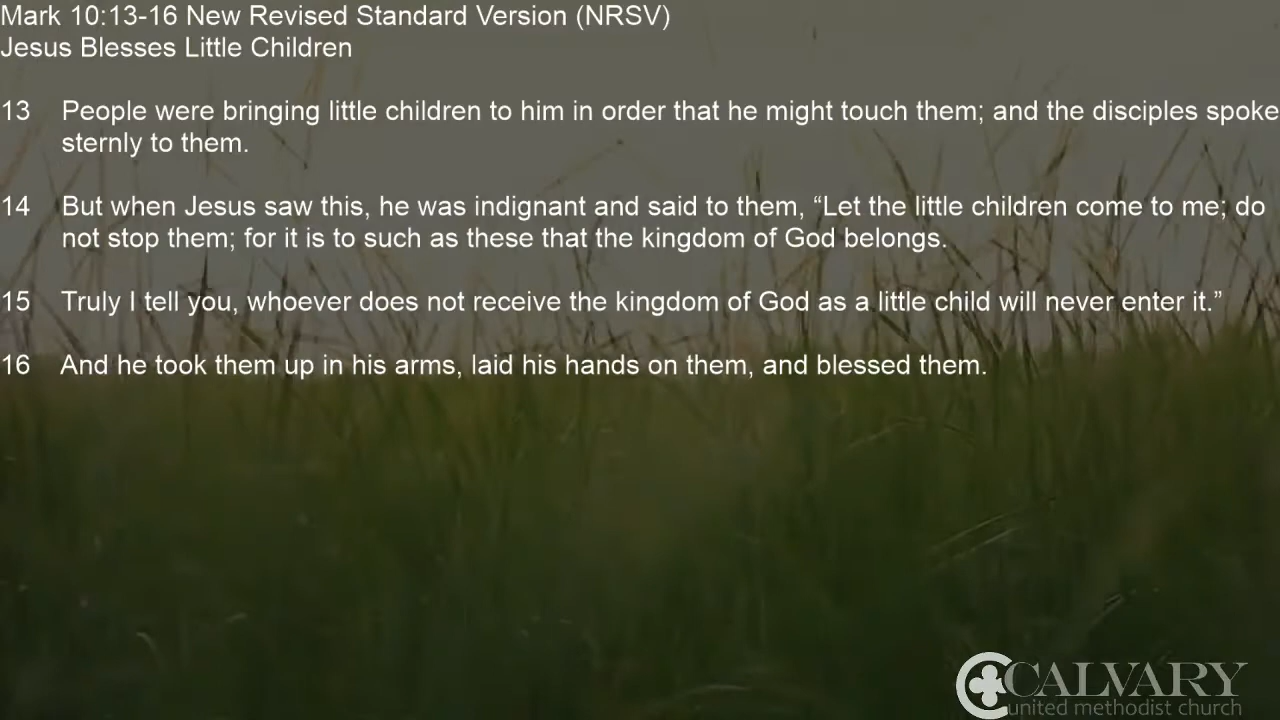 Mark 10:13-16 New Revised Standard Version (NRSV)
Jesus Blesses Little Children
13 People were bringing little children to him in order that he might touch them; and the disciples spoke
sternly to them.
14 But when Jesus saw this, he was indignant and said to them, “Let the little children come to me; do
not stop them; for it is to such as these that the kingdom of God belongs.
15 Truly I tell you, whoever does not receive the kingdom of God as a little child will never enter it.”
16 And he took them up in his arms, laid his hands on them, and blessed them.
CALVARY
united methodist church